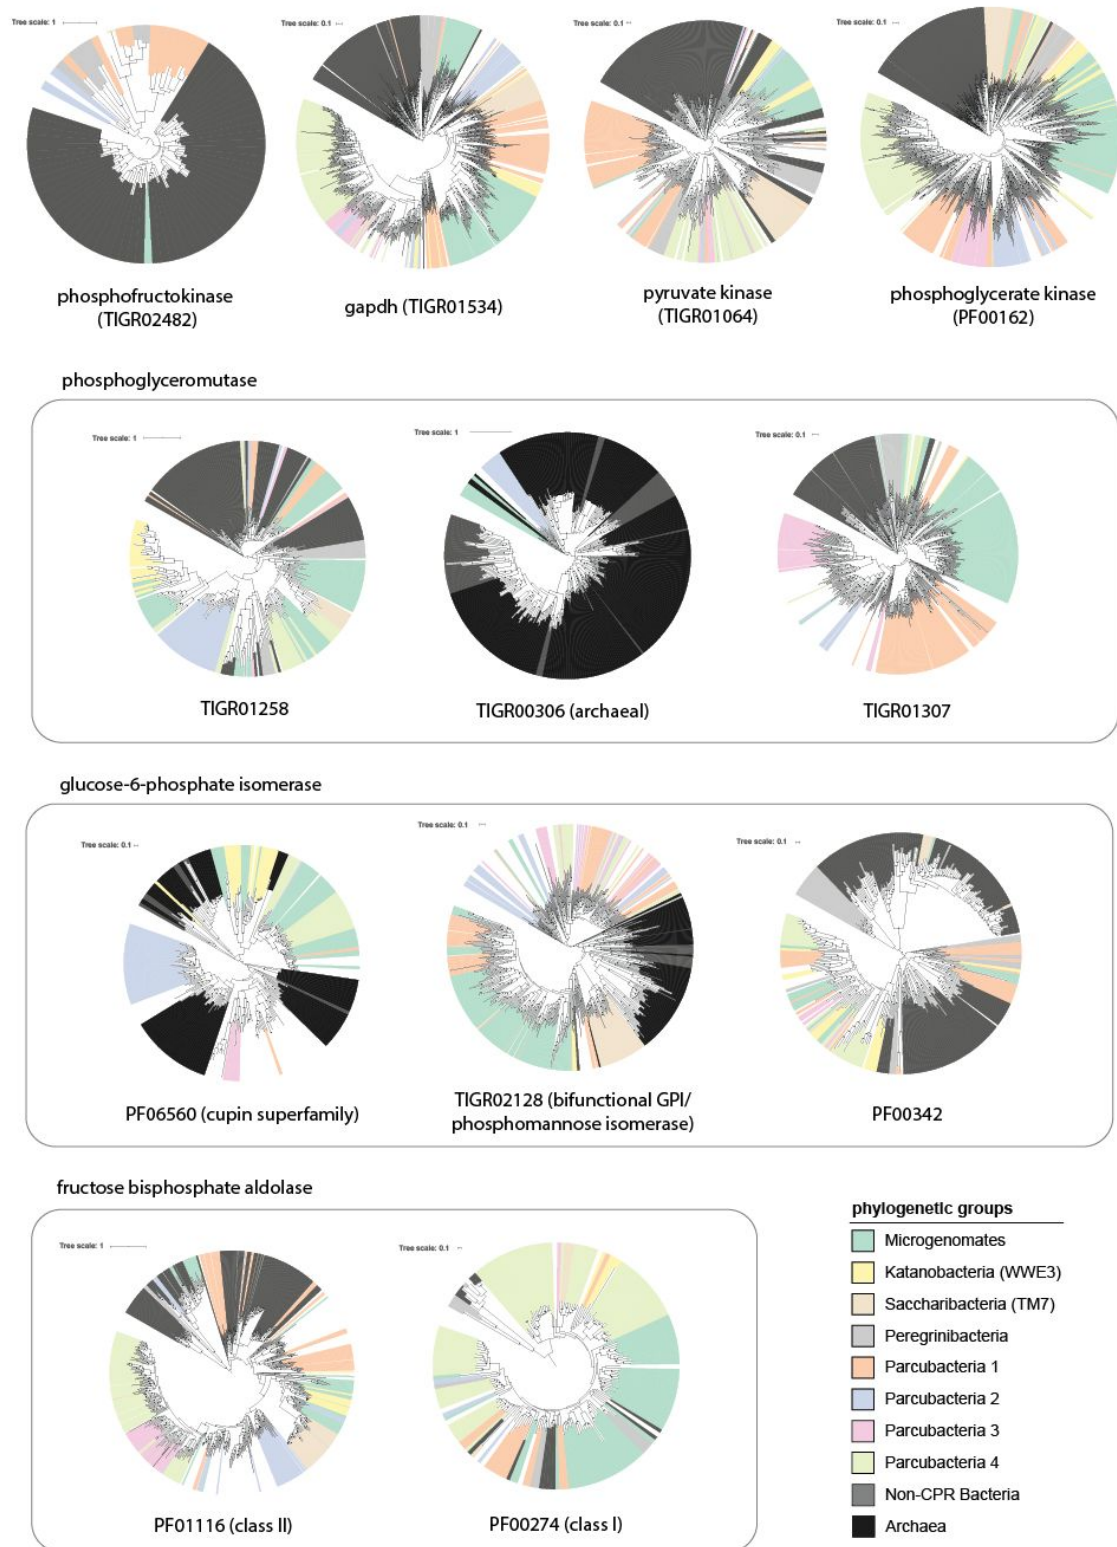 Tree scale: 1
Tree scale: 0.1
Tree scale: 0.1
Tree scale: 0.1
phosphofructokinase
(TIGR02482)
gapdh (TIGR01534)
pyruvate kinase
(TIGR01064)
phosphoglycerate kinase
(PF00162)
phosphoglyceromutase
Tree scale: 1
Tree scale: 1
Tree scale: 0.1
TIGR01258
TIGR00306 (archaeal)
TIGR01307
glucose-6-phosphate isomerase
Tree scale: 0.1
Tree scale: 0.1
Tree scale: 0.1
PF06560 (cupin superfamily)
TIGR02128 (bifunctional GPI/
phosphomannose isomerase)
PF00342
fructose bisphosphate aldolase
Tree scale: 1
Tree scale: 0.1
PF01116 (class II)
PF00274 (class I)
phylogenetic groups
Microgenomates
Katanobacteria (WWE3)
Saccharibacteria (TM7)
Peregrinibacteria
Parcubacteria 1
Parcubacteria 2
Parcubacteria 3
Parcubacteria 4
Non-CPR Bacteria
Archaea